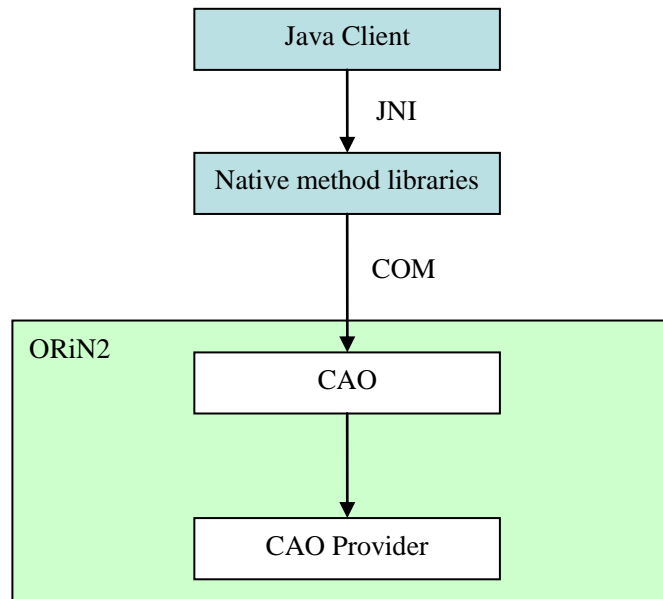 Java Client
JNI
Native method libraries
COM
ORiN2
CAO
CAO Provider